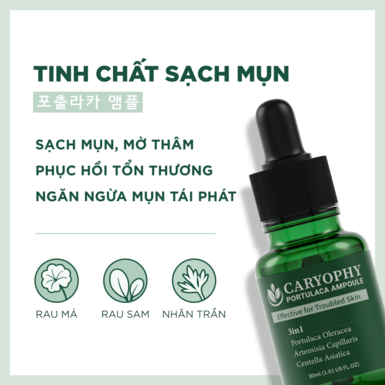 TINH CHẤT SẠCH MỤN
포출라카 앰플
SẠCH MỤN, MỜ THÂM
PHỤC HỒI TỔN THƯƠNG
NGĂN NGỪA MỤN TÁI PHÁT
RAU MÁ
RAU SAM
NHÂN TRẦN
CARYOPHY
PORTULACA AMPOULE
Effective for Troubled Skin
3in1
Portulaca Oleracea
Artemisia Capillaris
Centella Asiatica
30ml (1.01 US FL.OZ)